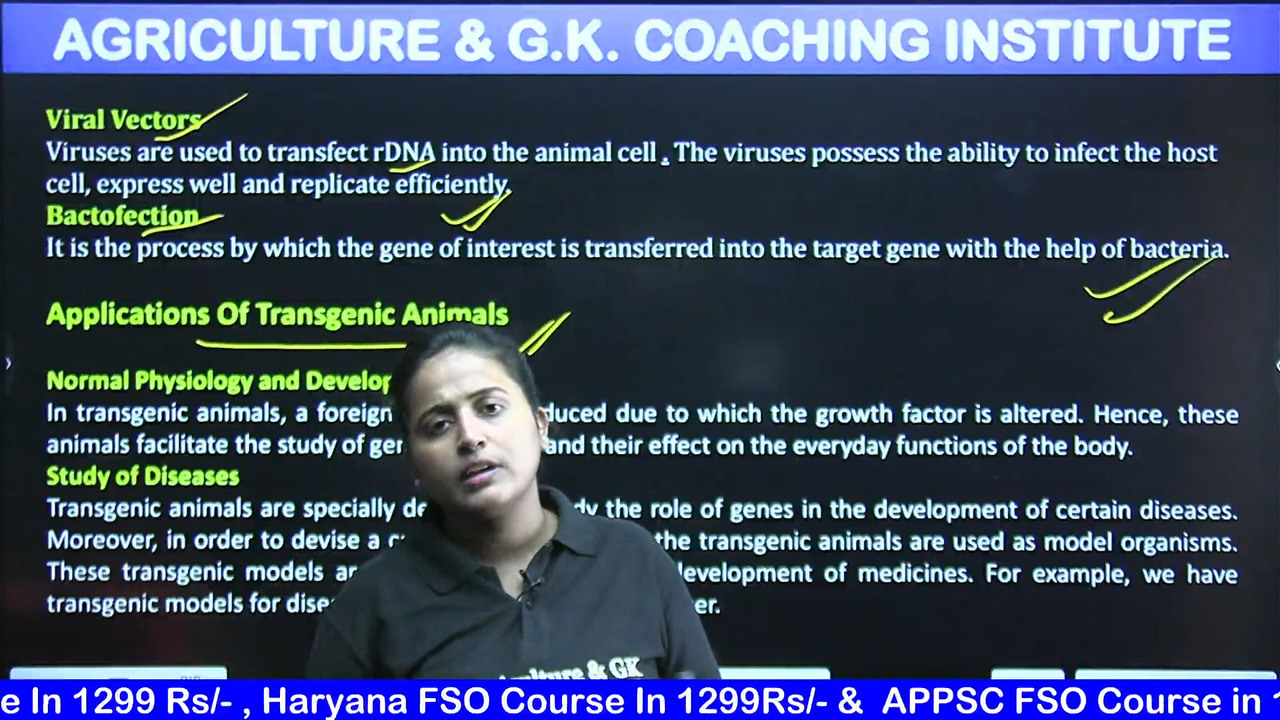 AGRICULTURE & G.K. COACHING INSTITUTE
Viral Vectors
Viruses are used to transfect rDNA into the animal cell . The viruses possess the ability to infect the host
cell, express well and replicate efficiently.
Bactofection
It is the process by which the gene of interest is transferred into the target gene with the help of bacteria.
Applications Of Transgenic Animals
Normal Physiology and
In transgenic animals, a foreign due to which the growth factor is altered. Hence, these
animals facilitate the study of and their effect on the everyday functions of the body.
Study of Diseases
Transgenic animals are specially the role of genes in the development of certain diseases.
Moreover, in order to devise a the transgenic animals are used as model organisms.
These transgenic models development of medicines. For example, we have
transgenic models for
& GK
e In 1299 Rs/- , Haryana FSO Course In 1299Rs/- & APPSC FSO Course in 1